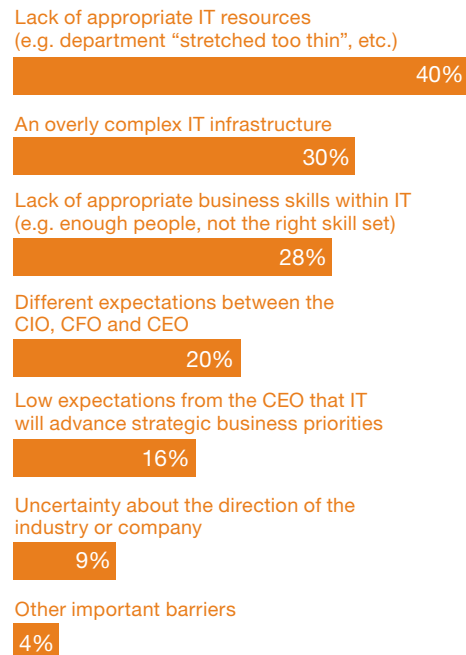 Lack of appropriate IT resources
(e.g. department “stretched too thin”, etc.)
40%
An overly complex IT infrastructure
30%
Lack of appropriate business skills within IT
(e.g. enough people, not the right skill set)
28%
Different expectations between the
CIO, CFO and CEO
20%
Low expectations from the CEO that IT
will advance strategic business priorities
16%
Uncertainty about the direction of the
industry or company
9%
Other important barriers
4%